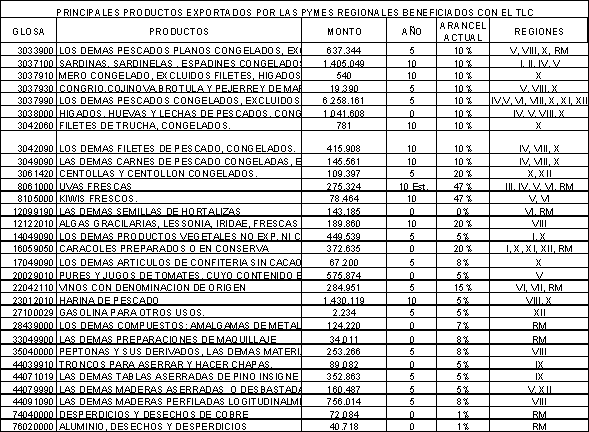 PRINCIPALES PRODUCTOS EXPORTADOS POR LAS PYMES REGIONALES BENEFICIADOS CON EL TLC
GLOSA PRODUCTOS MONTO AÑO ARANCEL ACTUAL REGIONES
3033900 LOS DEMAS PESCADOS PLANOS CONGELADOS, EXC 637.344 5 10% V, VIII, X, RM
3037100 SARDINAS, SARDINELAS , ESPADINES CONGELADOS 1.405.049 10 10% I, II, IV, V
3037910 MERO CONGELADO, EXCLUIDOS FILETES, HIGADOS 540 10 10% X
3037930 CONGRIO,COJINOVA,BROTULA Y PEJERREY DE MAR 19.390 5 10% V, VIII, X
3037990 LOS DEMAS PESCADOS CONGELADOS, EXCLUIDOS 6.258.161 5 10% IV,V, VI, VIII, X, XI, XII
3038000 HIGADOS, HUEVAS Y LECHAS DE PESCADOS, CONG 1.041.608 0 10% IV, V, VIII, X
3042060 FILETES DE TRUCHA, CONGELADOS. 781 10 10% X
3042090 LOS DEMAS FILETES DE PESCADO, CONGELADOS. 415.908 10 10% IV, VIII, X
3049090 LAS DEMAS CARNES DE PESCADO CONGELADAS, E 145.561 10 10% IV, VIII, X
3061420 CENTOLLAS Y CENTOLLON CONGELADOS. 109.397 5 20% X, XII
8061000 UVAS FRESCAS 275.324 10 Est. 47% III, IV, V, VI, RM
8105000 KIWIS FRESCOS. 78.464 10 47% V, VI
12099190 LAS DEMAS SEMILLAS DE HORTALIZAS 143.185 0 0% VI, RM
12122010 ALGAS GRACILARIAS, LESSONIA, IRIDAE, FRESCAS 189.860 10 20% VIII
14049090 LOS DEMAS PRODUCTOS VEGETALES NO EXP. NI C 449.539 5 5% I, X
16059050 CARACOLES PREPARADOS O EN CONSERVA 372.635 0 20% I, X, XI, XII, RM
17049090 LOS DEMAS ARTICULOS DE CONFITERIA SIN CACAO 67.200 5 8% X
20029010 PURES Y JUGOS DE TOMATES, CUYO CONTENIDO E 575.874 0 5% V
22042110 VINOS CON DENOMINACION DE ORIGEN 284.951 5 15% VI, VII, RM
23012010 HARINA DE PESCADO 1.430.119 10 5% VIII, X
27100029 GASOLINA PARA OTROS USOS. 2.234 5 5% XII
28439000 LOS DEMAS COMPUESTOS; AMALGAMAS DE METAL 124.220 0 7% RM
33049900 LAS DEMAS PREPARACIONES DE MAQUILLAJE 34.011 0 8% RM
35040000 PEPTONAS Y SUS DERIVADOS, LAS DEMAS MATERI 253.266 5 8% VIII
44039910 TRONCOS PARA ASERRAR Y HACER CHAPAS. 89.082 0 5% IX
44071019 LAS DEMAS TABLAS ASERRADAS DE PINO INSIGNE 352.863 5 5% IX
44079990 LAS DEMAS MADERAS ASERRADAS O DESBASTADA 160.487 5 5% V, XII
44091090 LAS DEMAS MADERAS PERFILADAS LOGITUDINALMI 756.014 5 8% VIII
74040000 DESPERDICIOS Y DESECHOS DE COBRE 72.084 0 1% RM
76020000 ALUMINIO, DESECHOS Y DESPERDICIOS 40.718 0 1% RM